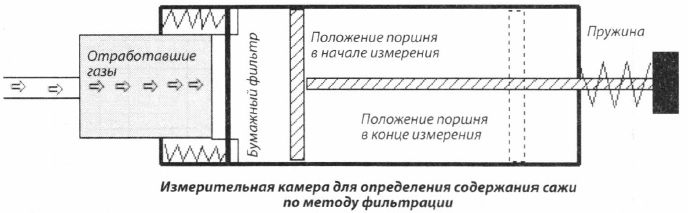 Отработавшие
газы
Бумажный фильтр
Положение поршня
в начале измерения
Положение поршня
в конце измерения
Пружина
Измерительная камера для определения содержания сажи
по методу фильтрации